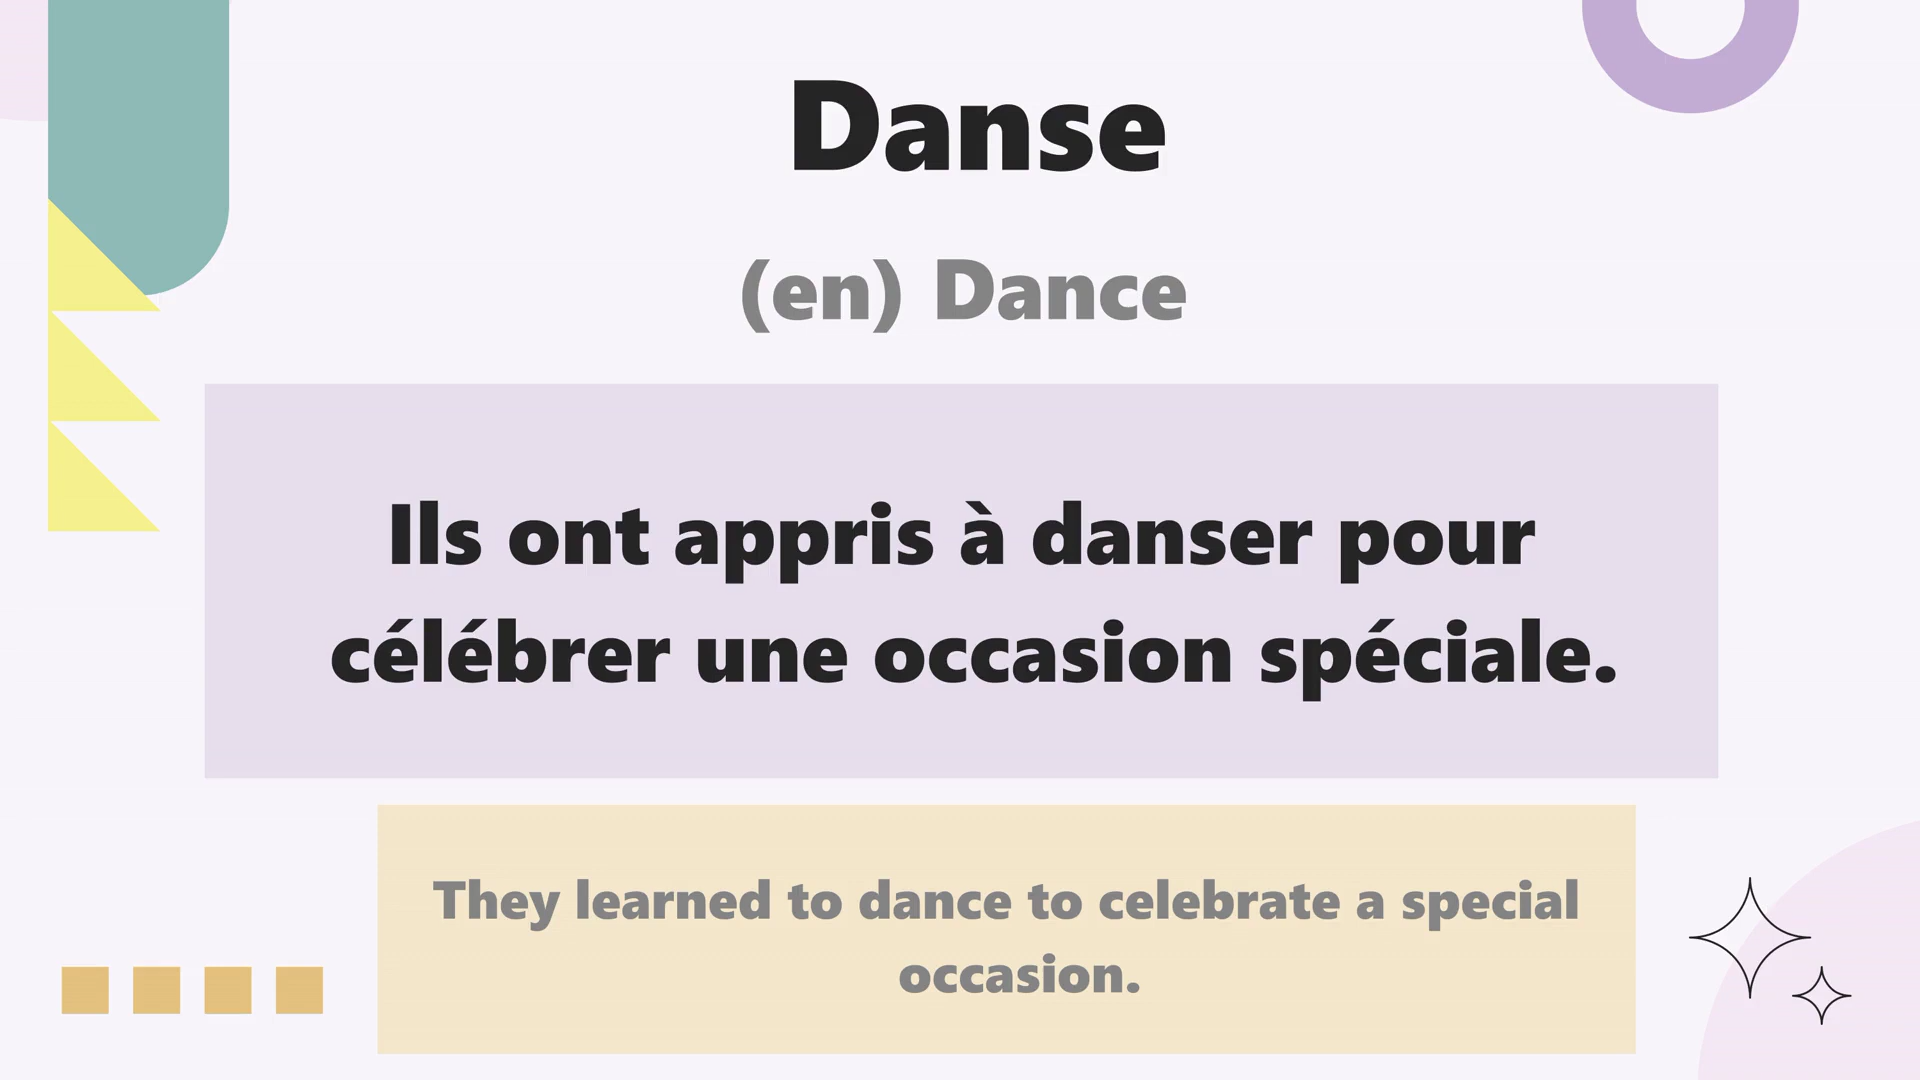 Danse
(en) Dance
Ils ont appris à danser pour
célébrer une occasion spéciale.
They learned to dance to celebrate a special
occasion.